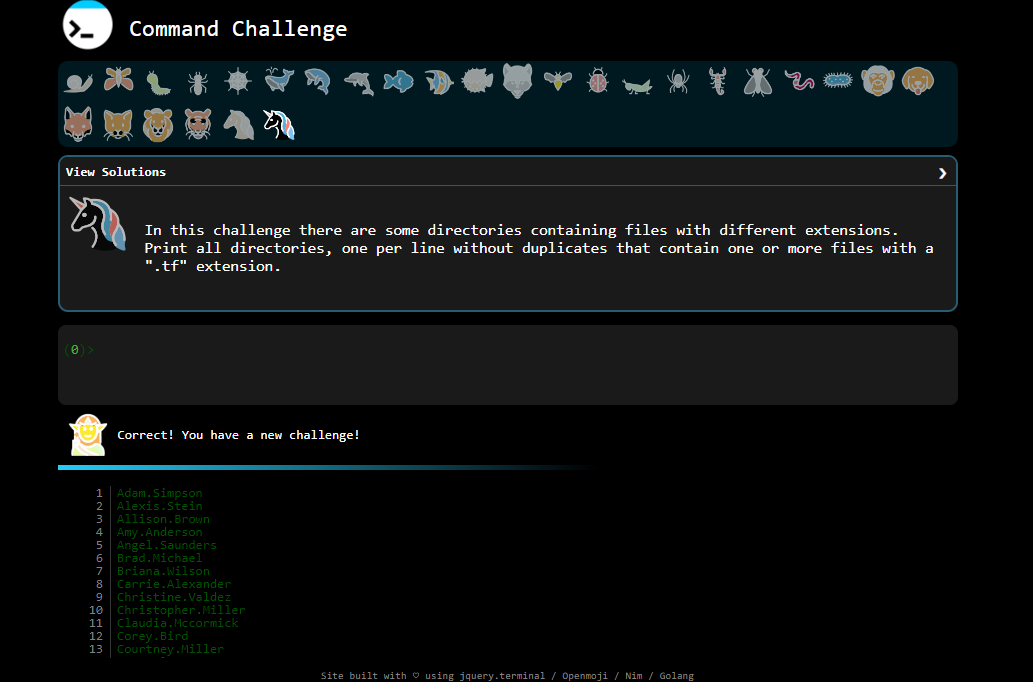 Command Challenge
View Solutions
In this challenge there are some directories containing files with different extensions.
Print all directories, one per line without duplicates that contain one or more files with a
".tf" extension.
(0)>
Correct! You have a new challenge!
1 Adam.Simpson
2 Alexis.Stein
3 Allison.Brown
4 Amy.Anderson
5 Angel.Saunders
6 Brad.Michael
7 Briana.Wilson
8 Carrie.Alexander
9 Christine.Valdez
10 Christopher.Miller
11 Claudia.Mccormick
12 Corey.Bird
13 Courtney.Miller
Site built with ♡ using jquery.terminal / Openmoji / Nim / Golang